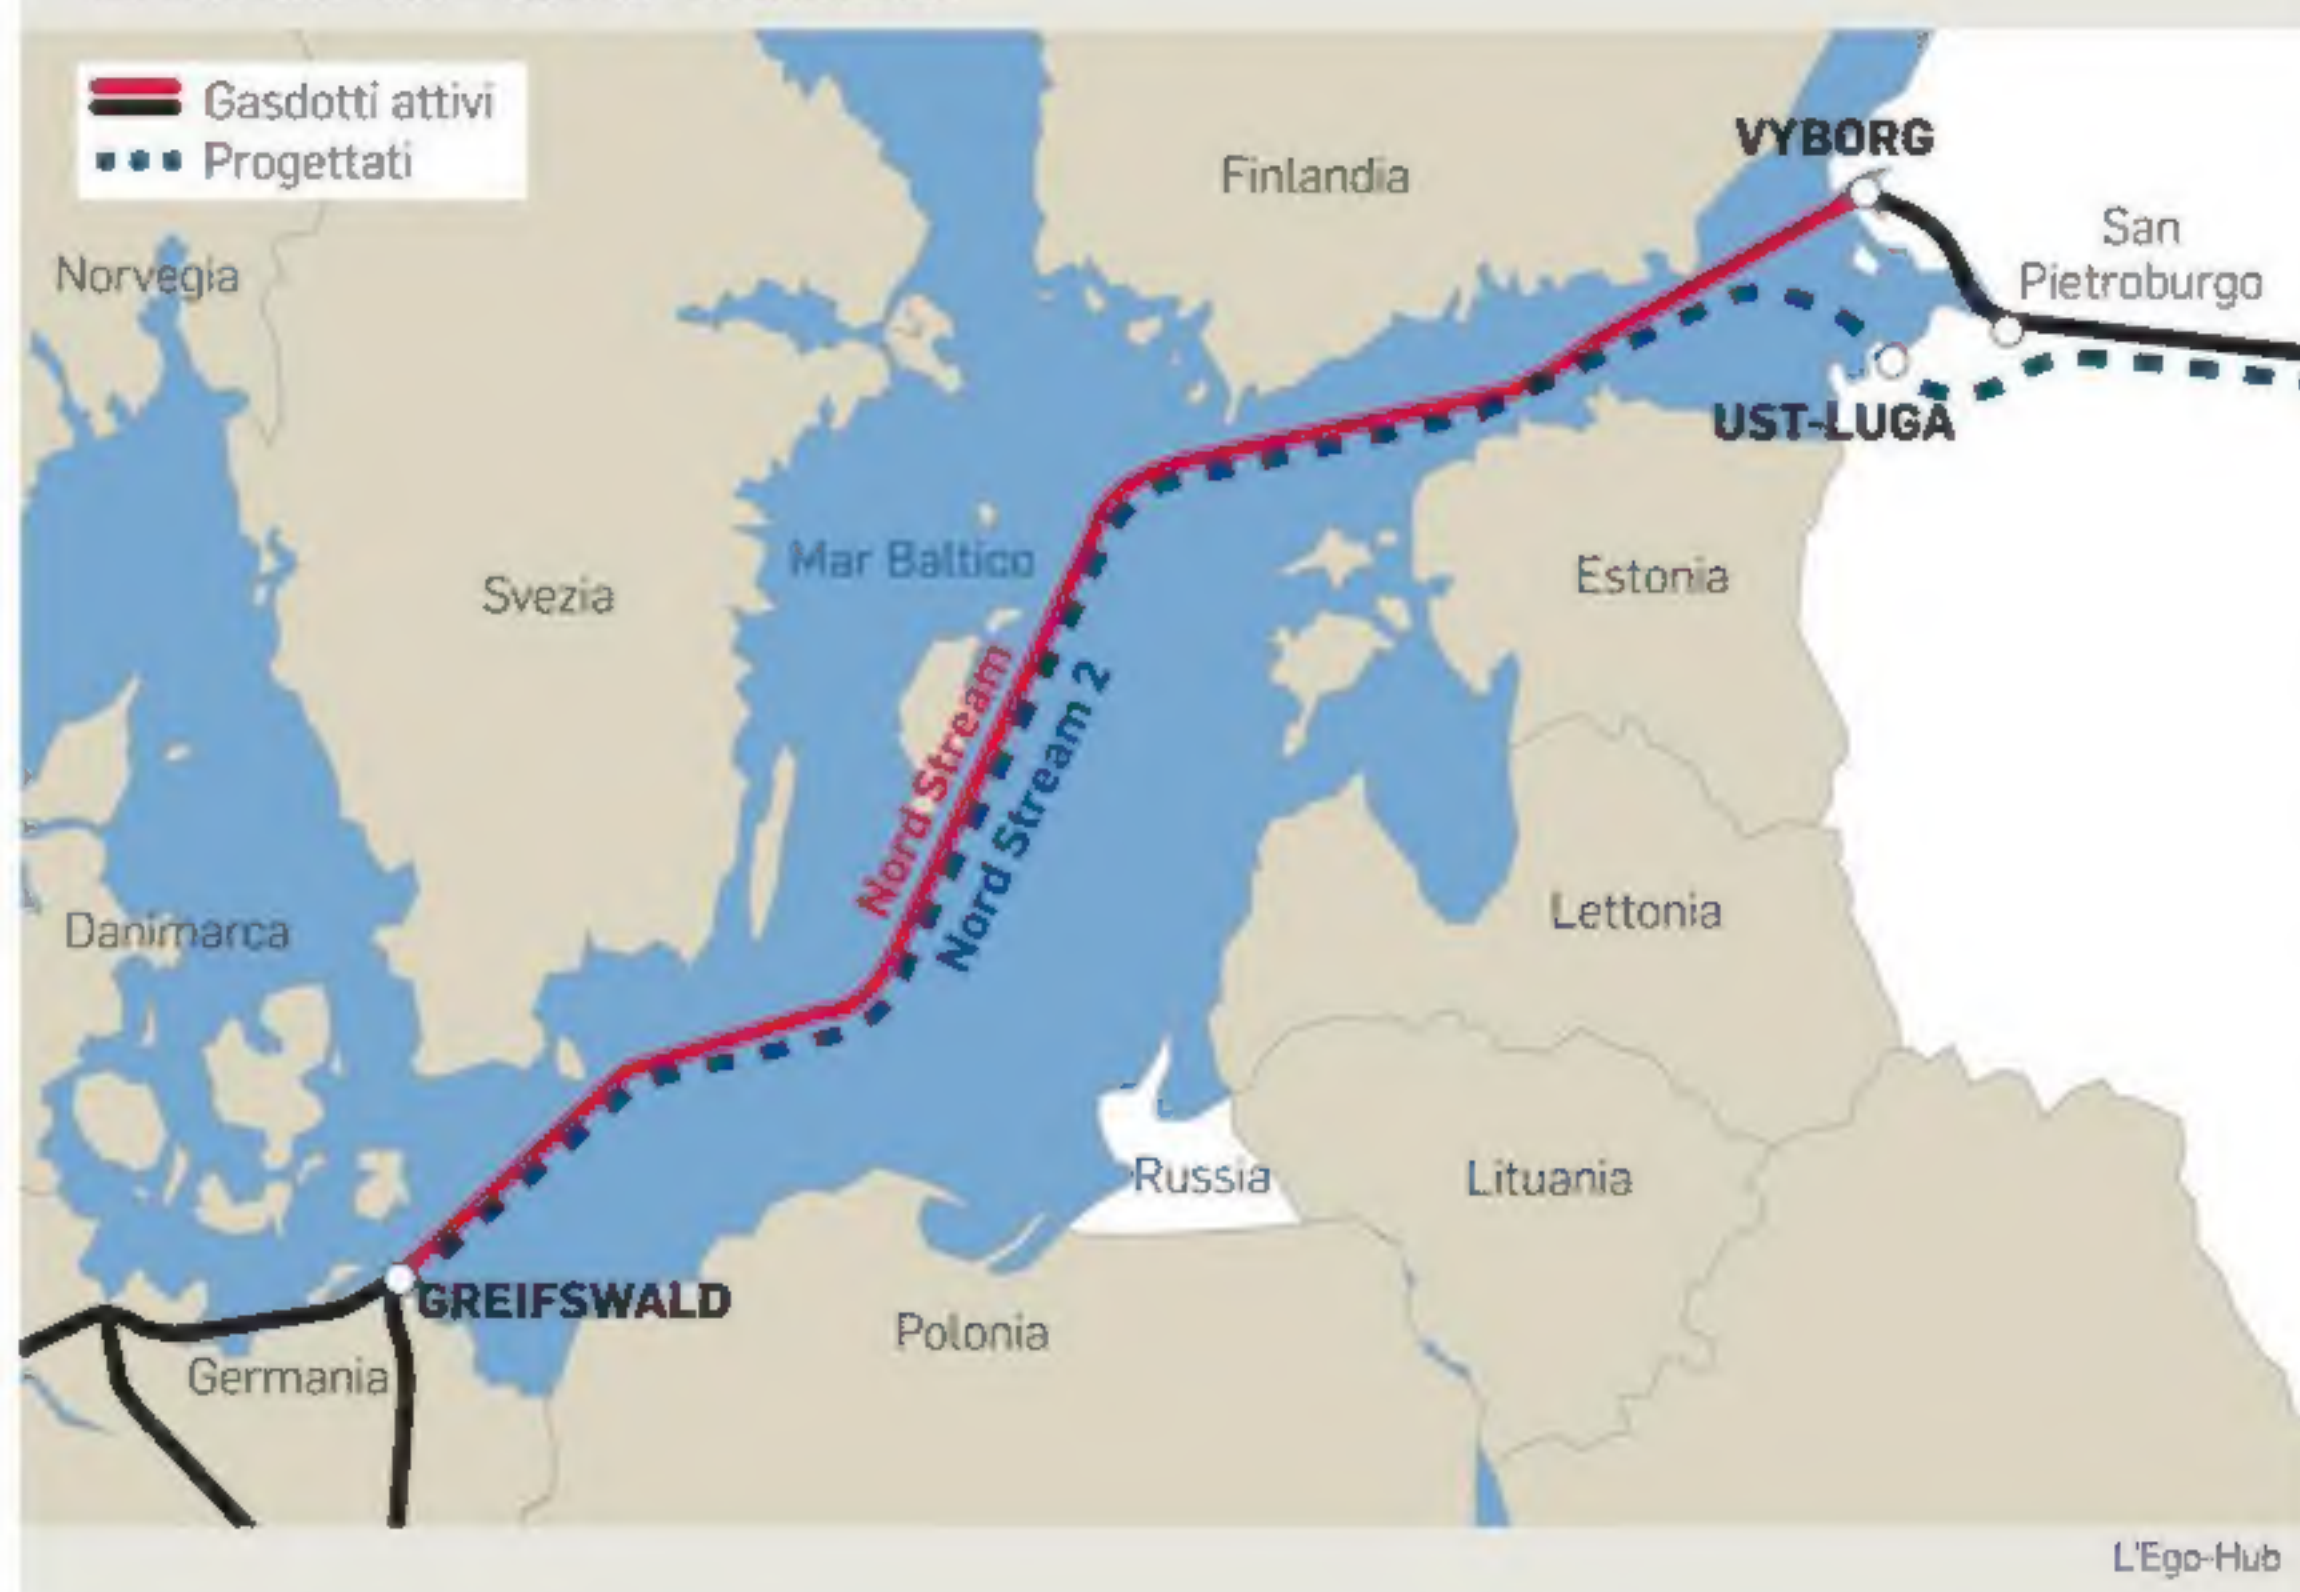 Gasdotti attivi
Progettati
VYBORG
Finlandia
San
Pietroburgo
Norvegia
UST-LUGA
Mar Baltico
Svezia
Estonia
Nord Stream
Nord Stream 2
Lettonia
Danimarca
Russia
Lituania
GREIFSWALD
Polonia
Germania
L'Ego-Hub